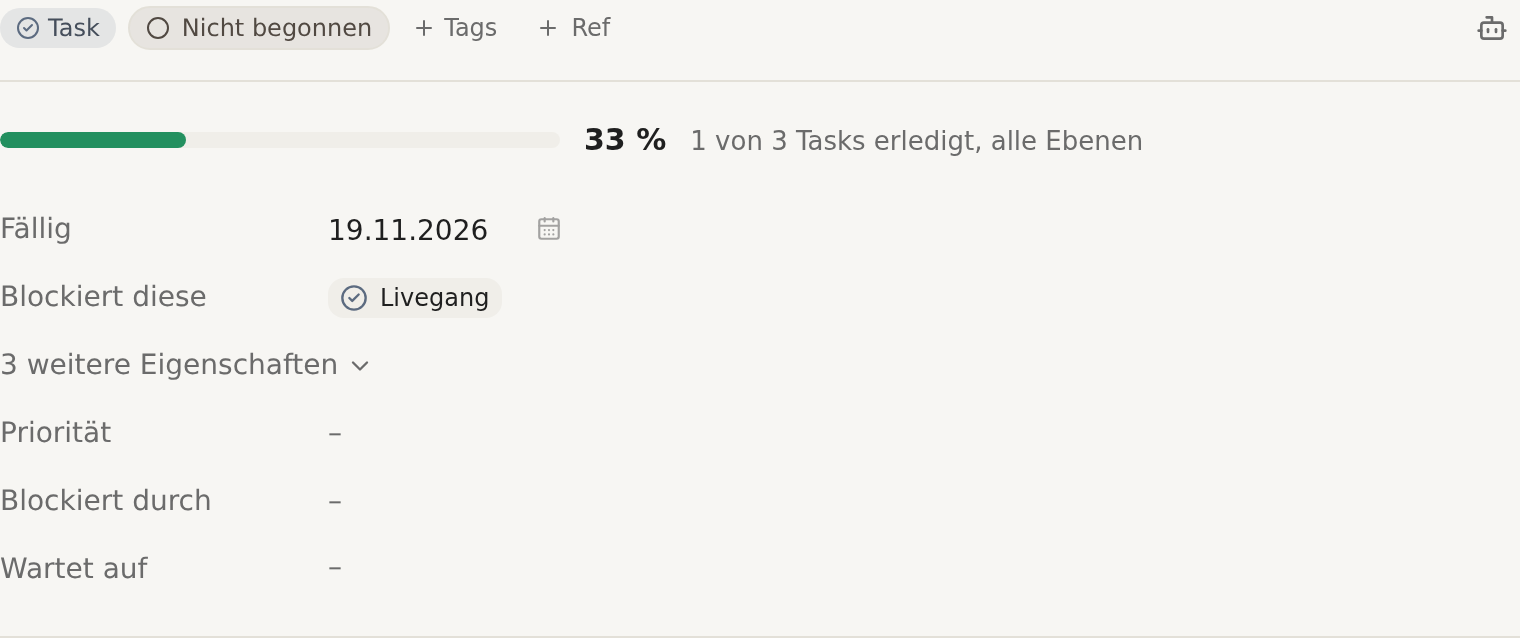 Task Nicht begonnen + Tags + Ref
33 % 1 von 3 Tasks erledigt, alle Ebenen
Fällig 19.11.2026
Blockiert diese Livegang
3 weitere Eigenschaften
Priorität –
Blockiert durch –
Wartet auf –